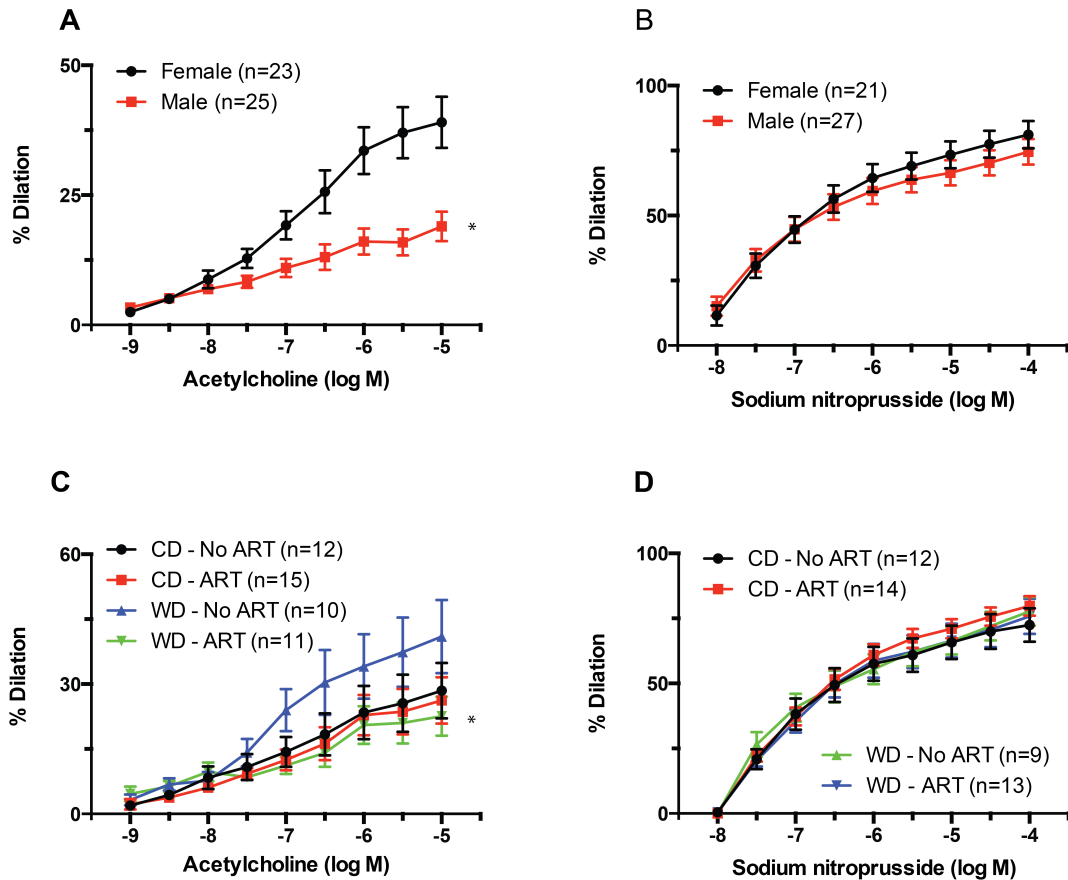 A
50
25
0
% Dilation
Female (n=23)
Male (n=25)
*
-9 -8 -7 -6 -5
Acetylcholine (log M)
B
100
50
0
% Dilation
Female (n=21)
Male (n=27)
-8 -7 -6 -5 -4
Sodium nitroprusside (log M)
C
60
30
0
% Dilation
CD - No ART (n=12)
CD - ART (n=15)
WD - No ART (n=10)
WD - ART (n=11)
*
-9 -8 -7 -6 -5
Acetylcholine (log M)
D
100
50
0
% Dilation
CD - No ART (n=12)
CD - ART (n=14)
WD - No ART (n=9)
WD - ART (n=13)
-8 -7 -6 -5 -4
Sodium nitroprusside (log M)